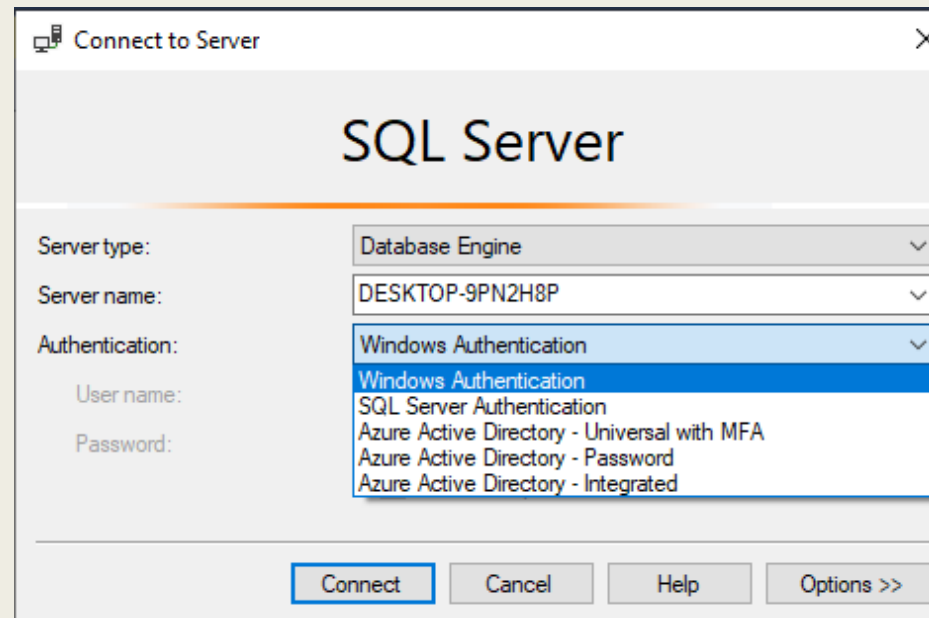 Connect to Server
SQL Server
Server type:
Database Engine
Server name:
DESKTOP-9PN2H8P
Authentication:
Windows Authentication
Windows Authentication
SQL Server Authentication
Azure Active Directory - Universal with MFA
Azure Active Directory - Password
Azure Active Directory - Integrated
User name:
Password:
Connect
Cancel
Help
Options >>